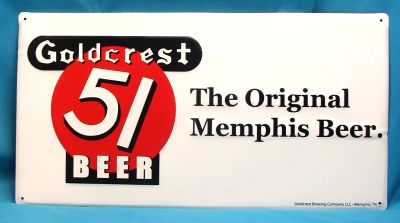 Goldcrest
51
BEER
The Original
Memphis Beer.
Goldcrest Brewing Company LLC - Memphis, TN